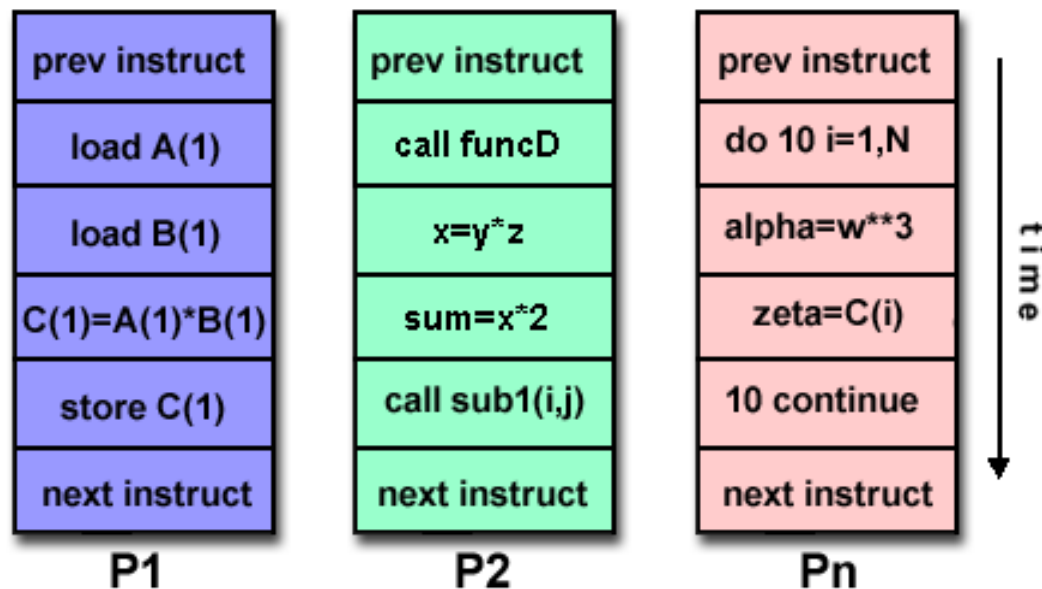 prev instruct
load A(1)
load B(1)
C(1)=A(1)*B(1)
store C(1)
next instruct
P1
prev instruct
call funcD
x=y*z
sum=x*2
call sub1(i,j)
next instruct
P2
prev instruct
do 10 i=1,N
alpha=w**3
zeta=C(i)
10 continue
next instruct
Pn
time